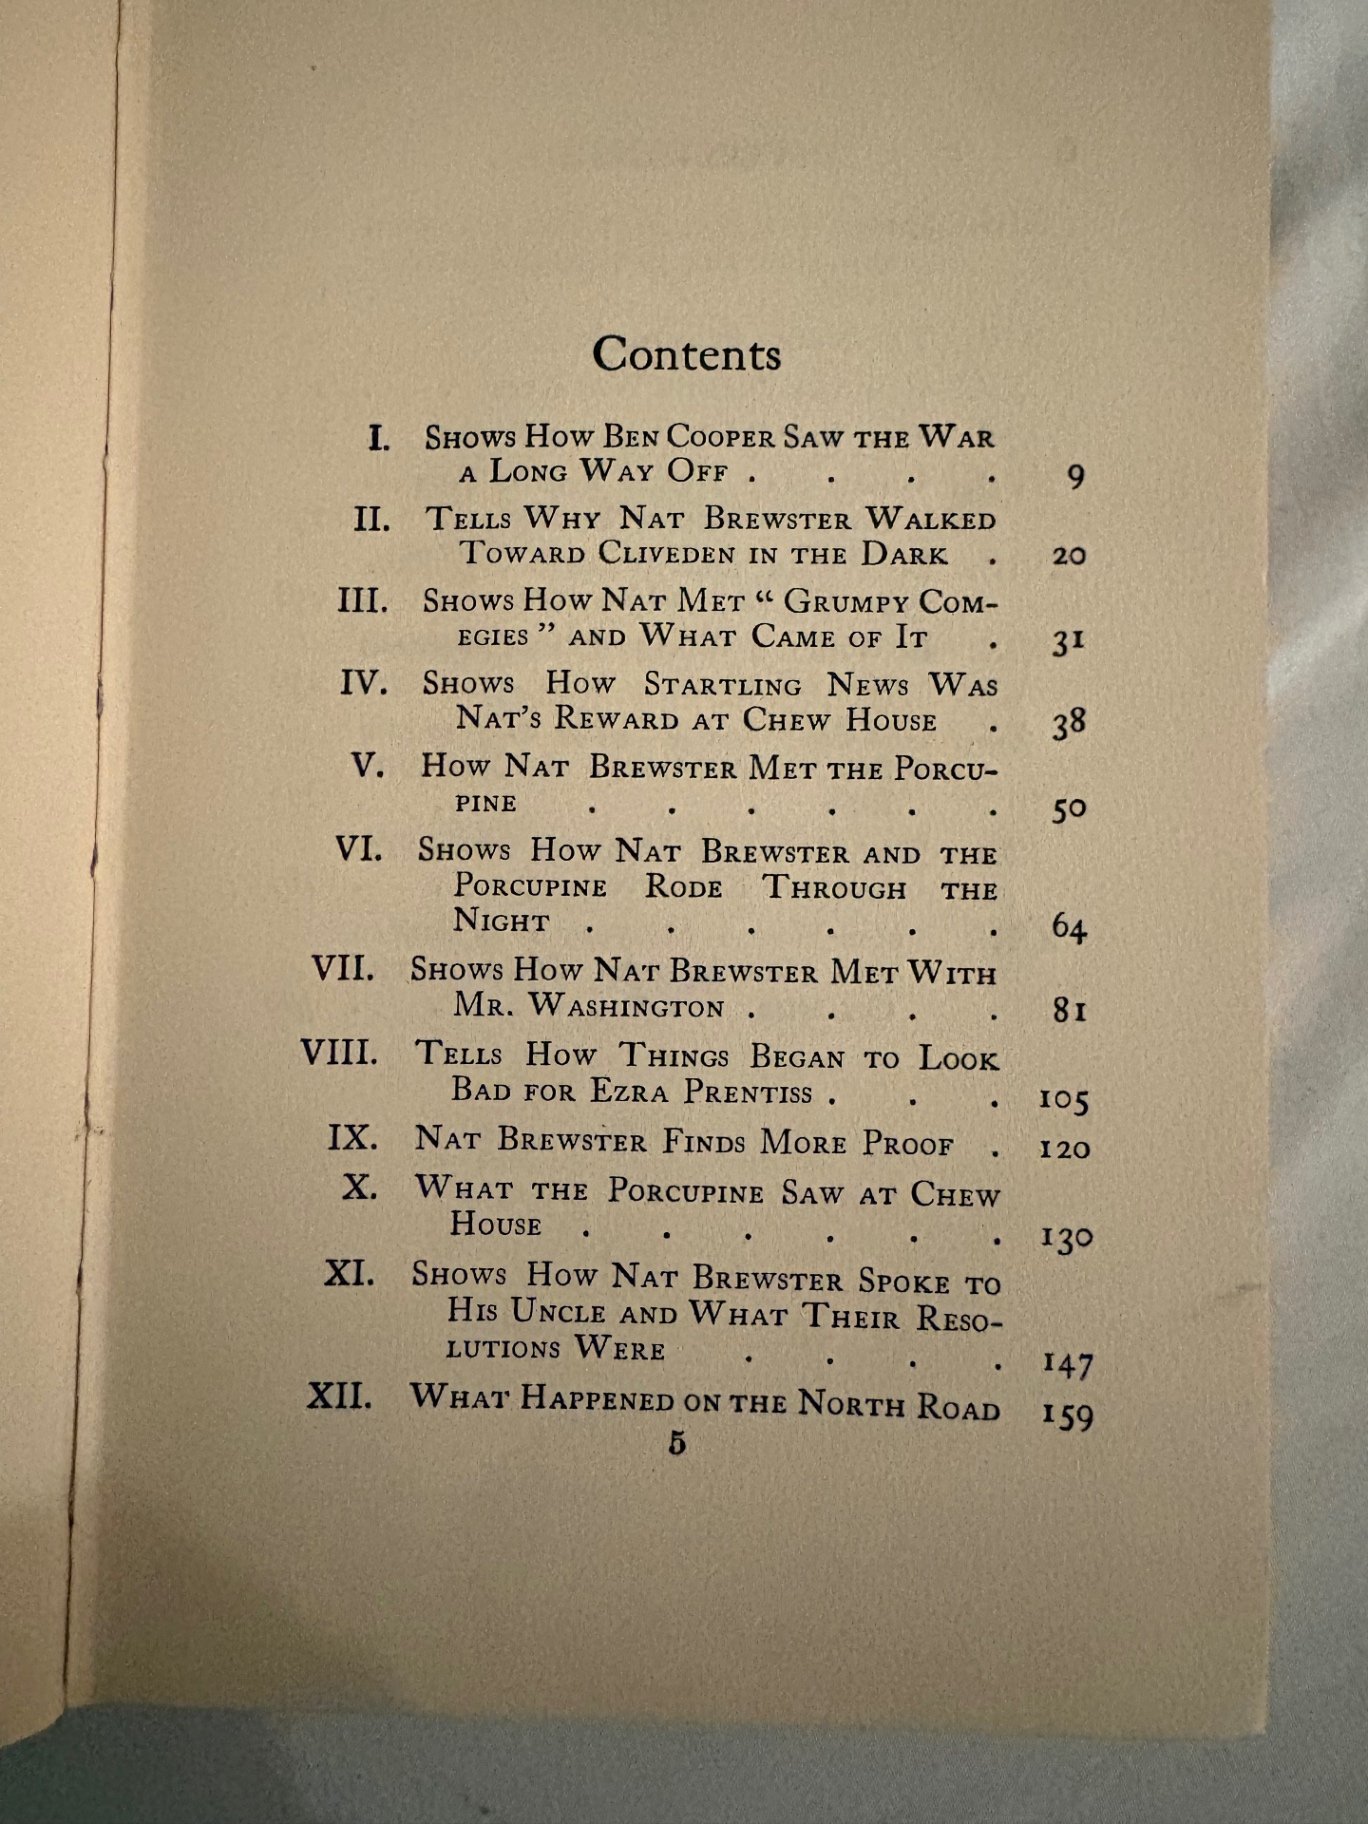 Contents
I. Shows How Ben Cooper Saw the War
a Long Way Off . . . . 9
II. Tells Why Nat Brewster Walked
Toward Cliveden in the Dark . 20
III. Shows How Nat Met “ Grumpy Com-
egies ” and What Came of It . 31
IV. Shows How Startling News Was
Nat’s Reward at Chew House . 38
V. How Nat Brewster Met the Porcu-
pine . . . . . . 50
VI. Shows How Nat Brewster and the
Porcupine Rode Through the
Night . . . . . . 64
VII. Shows How Nat Brewster Met With
Mr. Washington . . . . 81
VIII. Tells How Things Began to Look
Bad for Ezra Prentiss . . . 105
IX. Nat Brewster Finds More Proof . 120
X. What the Porcupine Saw at Chew
House . . . . . . 130
XI. Shows How Nat Brewster Spoke to
His Uncle and What Their Reso-
lutions Were . . . . 147
XII. What Happened on the North Road 159
5